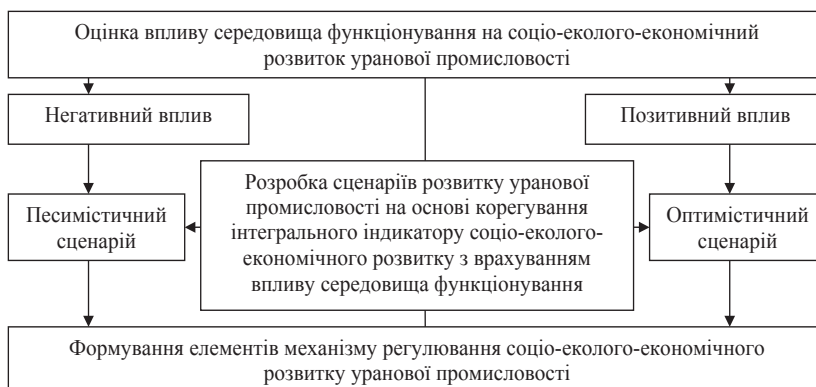 Оцінка впливу середовища функціонування на соціо-еколого-економічний
розвиток уранової промисловості
Негативний вплив
Позитивний вплив
Песимістичний
сценарій
Розробка сценаріїв розвитку уранової
промисловості на основі корегування
інтегрального індикатору соціо-еколого-
економічного розвитку з врахуванням
впливу середовища функціонування
Оптимістичний
сценарій
Формування елементів механізму регулювання соціо-еколого-економічного
розвитку уранової промисловості